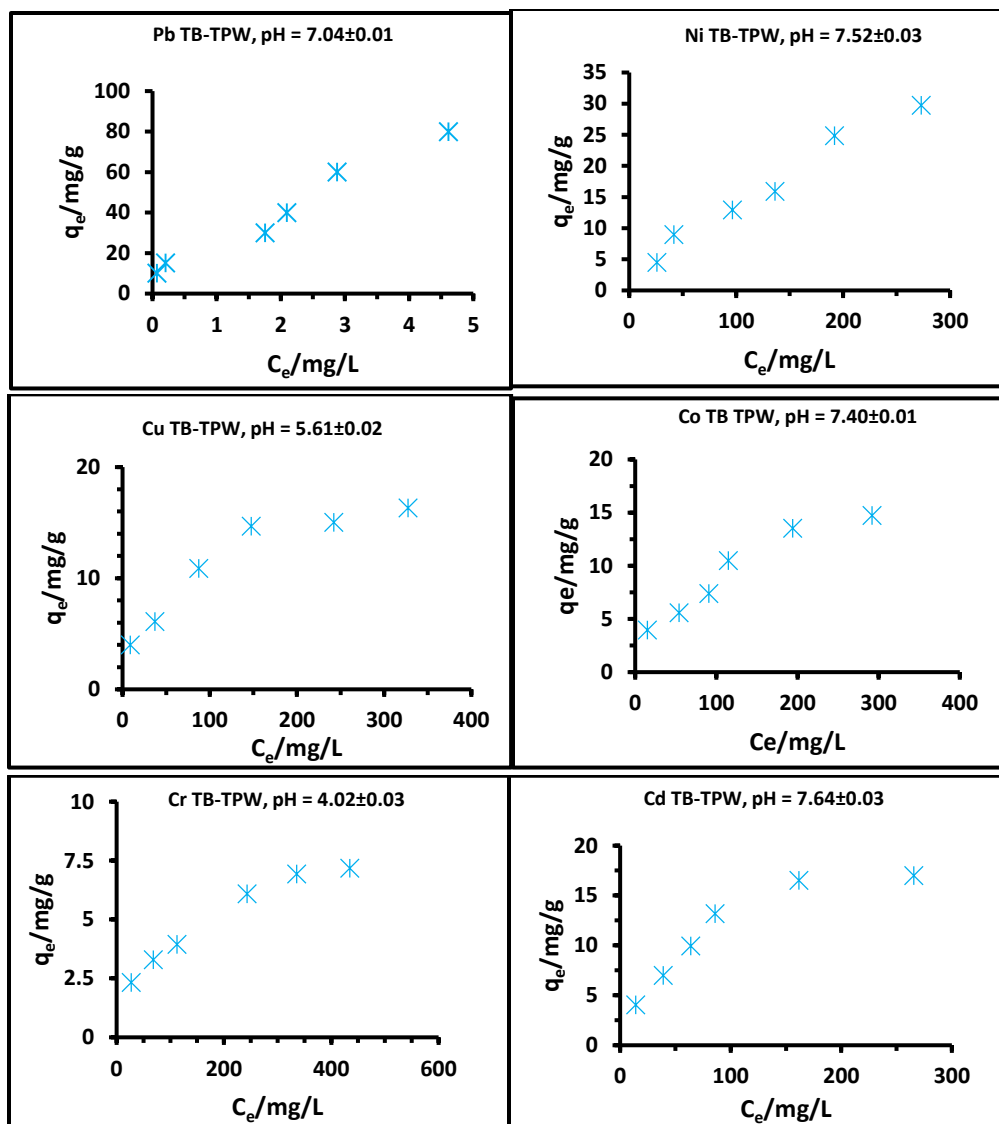 Pb TB-TPW, pH = 7.04±0.01
100
80
60
40
20
0
qe/mg/g
0 1 2 3 4 5
Ce/mg/L
Ni TB-TPW, pH = 7.52±0.03
35
30
25
20
15
10
5
0
qe/mg/g
0 100 200 300
Ce/mg/L
Cu TB-TPW, pH = 5.61±0.02
20
10
0
qe/mg/g
0 100 200 300 400
Ce/mg/L
Co TB TPW, pH = 7.40±0.01
20
15
10
5
0
qe/mg/g
0 100 200 300 400
Ce/mg/L
Cr TB-TPW, pH = 4.02±0.03
10
7.5
5
2.5
0
qe/mg/g
0 200 400 600
Ce/mg/L
Cd TB-TPW, pH = 7.64±0.03
20
15
10
5
0
qe/mg/g
0 100 200 300
Ce/mg/L